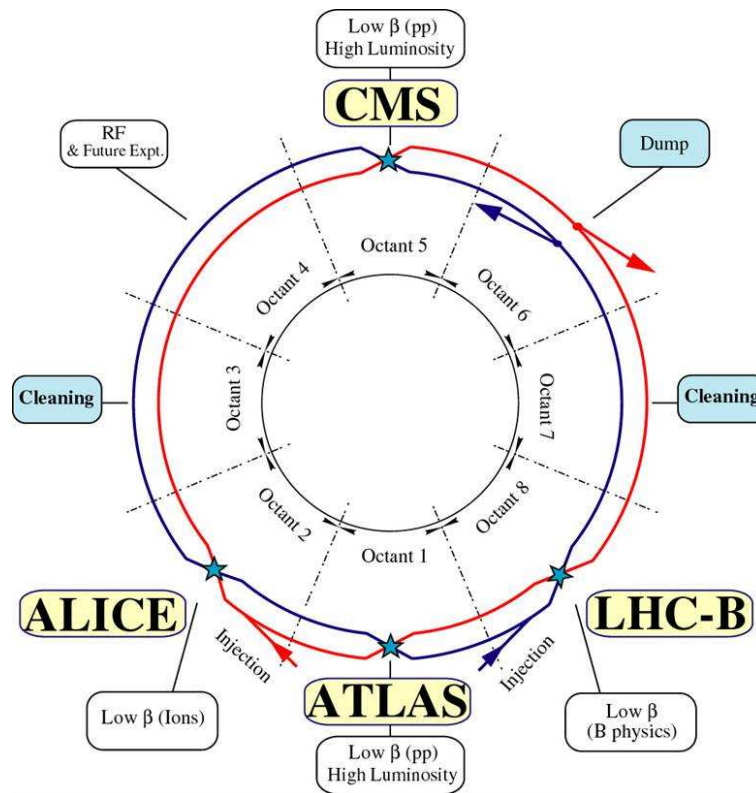 Low β (pp)
High Luminosity
CMS
RF
& Future Expt.
Dump
Octant 5
Octant 4
Octant 6
Cleaning
Octant 3
Octant 7
Cleaning
Octant 2
Octant 8
Octant 1
ALICE
LHC-B
Injection
Injection
ATLAS
Low β (Ions)
Low β
(B physics)
Low β (pp)
High Luminosity